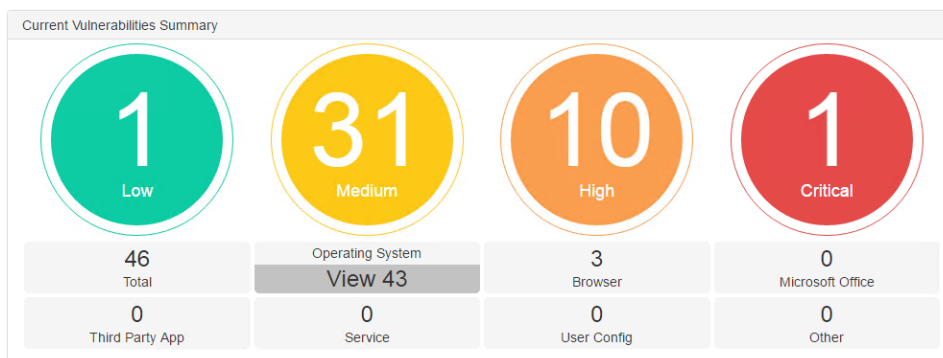 Current Vulnerabilities Summary
1
Low
31
Medium
10
High
1
Critical
46
Total
Operating System
View 43
3
Browser
0
Microsoft Office
0
Third Party App
0
Service
0
User Config
0
Other